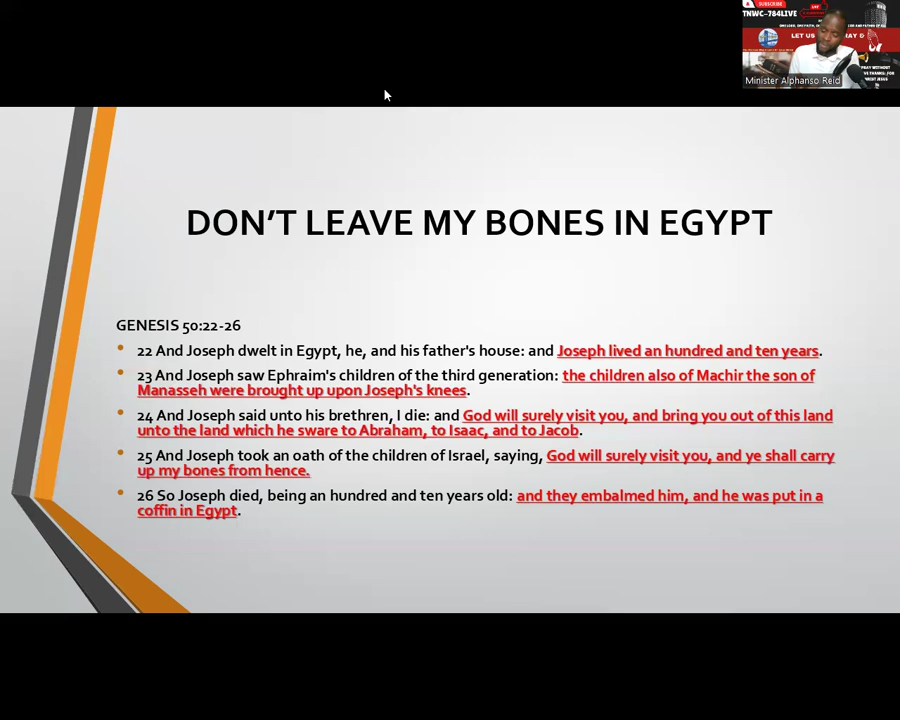 SUBSCRIBE
LIVE
TNWC-784LIVE
LET US
RAY &
PRAY WITHOUT
Minister Alphanso Reid
DON'T LEAVE MY BONES IN EGYPT
GENESIS 50:22-26
22 And Joseph dwelt in Egypt, he, and his father's house: and Joseph lived an hundred and ten years.
23 And Joseph saw Ephraim's children of the third generation: the children also of Machir the son of
Manasseh were brought up upon Joseph's knees.
24 And Joseph said unto his brethren, I die: and God will surely visit you, and bring you out of this land
unto the land which he sware to Abraham, to Isaac, and to Jacob.
25 And Joseph took an oath of the children of Israel, saying, God will surely visit you, and ye shall carry
up my bones from hence.
26 So Joseph died, being an hundred and ten years old: and they embalmed him, and he was put in a
coffin in Egypt.